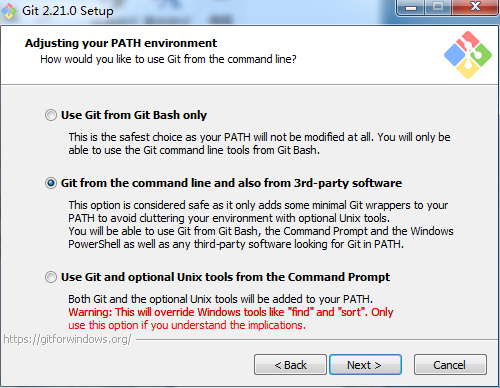 Git 2.21.0 Setup
Adjusting your PATH environment
How would you like to use Git from the command line?
Use Git from Git Bash only
This is the safest choice as your PATH will not be modified at all. You will only be
able to use the Git command line tools from Git Bash.
Git from the command line and also from 3rd-party software
This option is considered safe as it only adds some minimal Git wrappers to your
PATH to avoid cluttering your environment with optional Unix tools.
You will be able to use Git from Git Bash, the Command Prompt and the Windows
PowerShell as well as any third-party software looking for Git in PATH.
Use Git and optional Unix tools from the Command Prompt
Both Git and the optional Unix tools will be added to your PATH.
Warning: This will override Windows tools like "find" and "sort". Only
use this option if you understand the implications.
https://gitforwindows.org/
< Back
Next >
Cancel